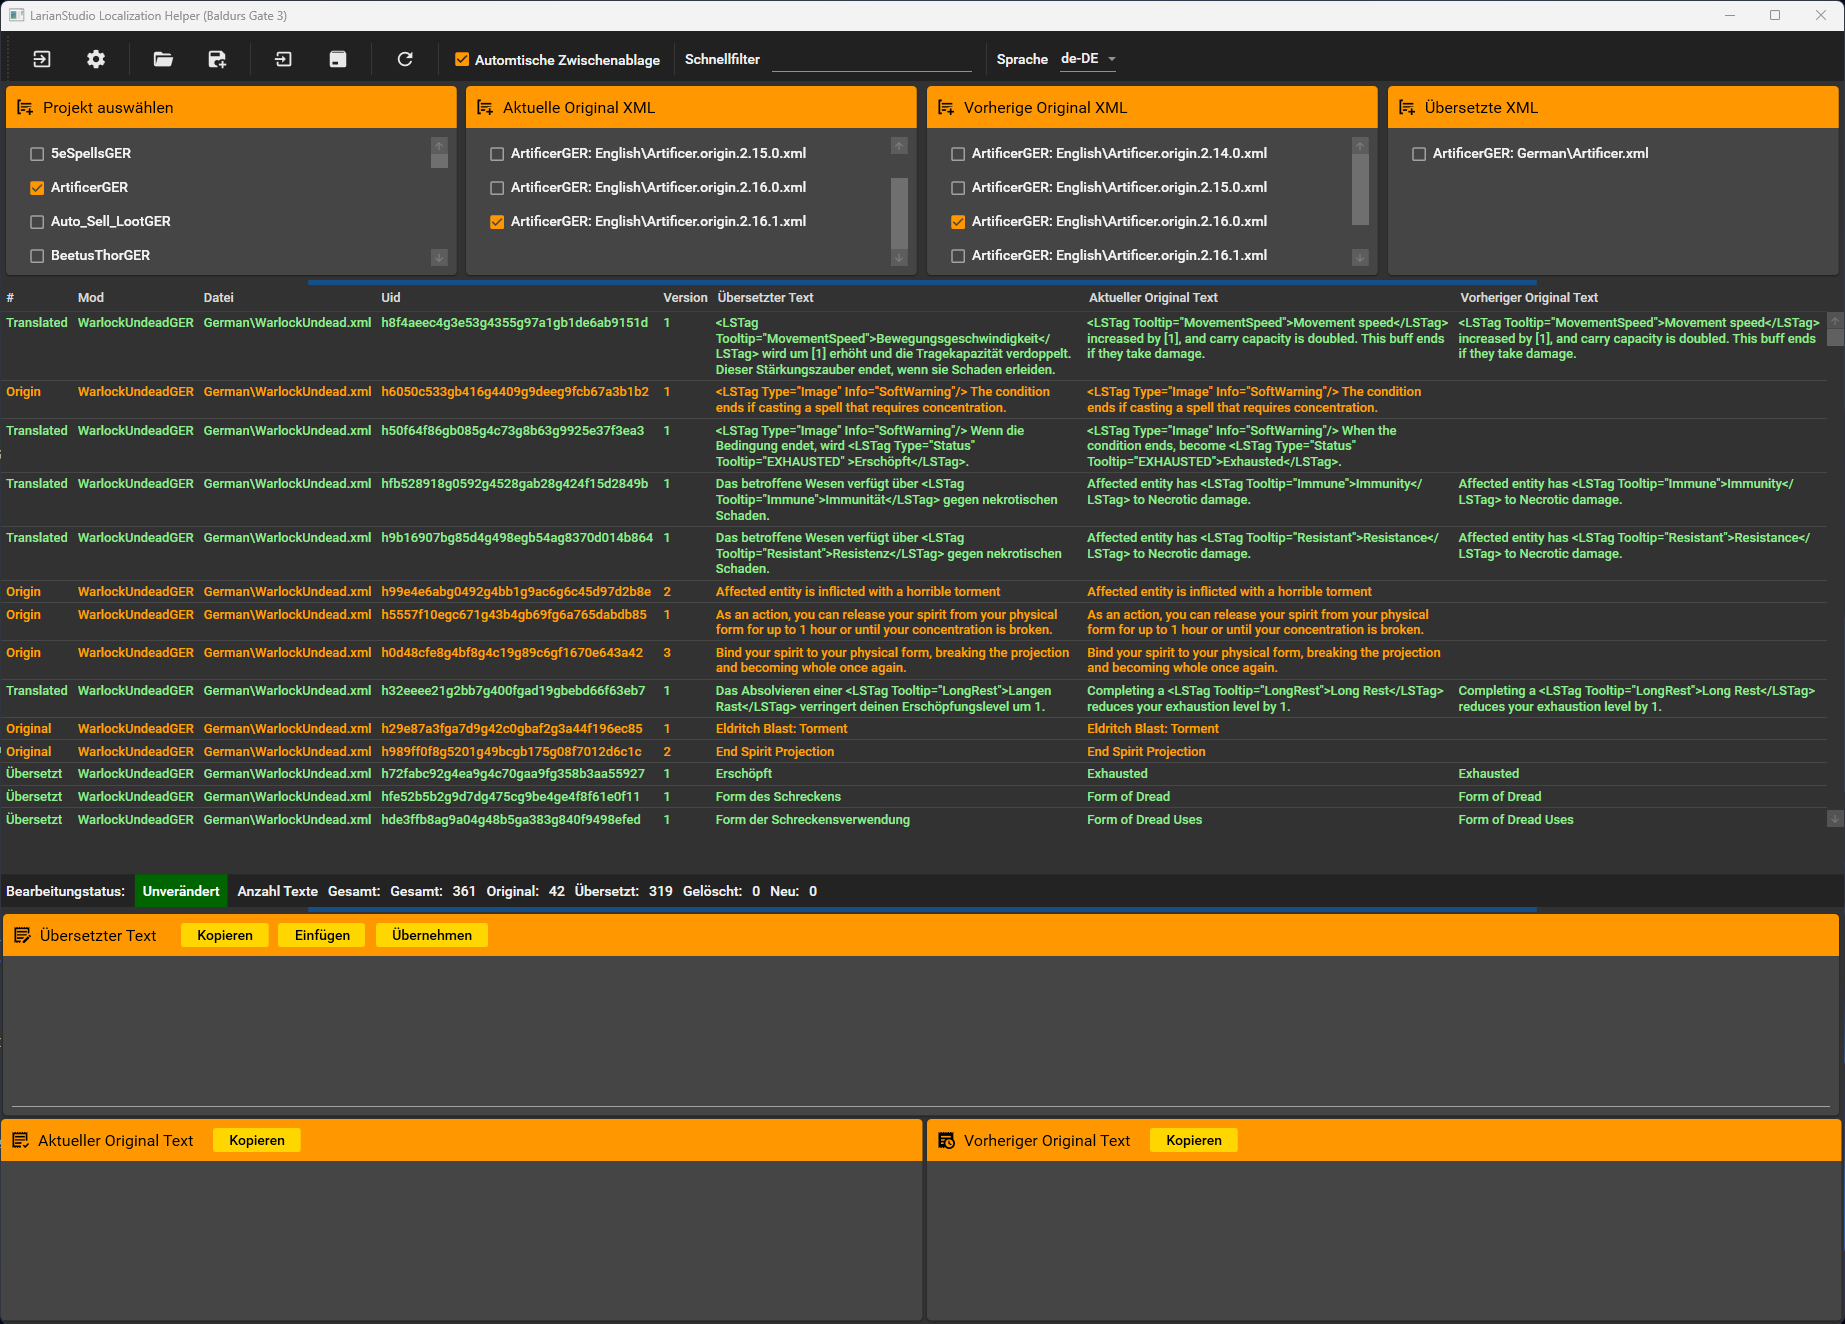 LarianStudio Localization Helper (Baldurs Gate 3)
Automtische Zwischenablage Schnellfilter Sprache de-DE
Projekt auswählen
5eSpellsGER
ArtificerGER
Auto_Sell_LootGER
BeetusThorGER
Aktuelle Original XML
ArtificerGER: English\Artificer.origin.2.15.0.xml
ArtificerGER: English\Artificer.origin.2.16.0.xml
ArtificerGER: English\Artificer.origin.2.16.1.xml
Vorherige Original XML
ArtificerGER: English\Artificer.origin.2.14.0.xml
ArtificerGER: English\Artificer.origin.2.15.0.xml
ArtificerGER: English\Artificer.origin.2.16.0.xml
ArtificerGER: English\Artificer.origin.2.16.1.xml
Übersetzte XML
ArtificerGER: German\Artificer.xml
# Mod Datei Uid Version Übersetzter Text Aktueller Original Text Vorheriger Original Text
Translated WarlockUndeadGER German\WarlockUndead.xml h8f4aeec4g3e53g4355g97a1gb1de6ab9151d 1
<LSTag
Tooltip="MovementSpeed">Bewegungsgeschwindigkeit</
LSTag> wird um [1] erhöht und die Tragekapazität verdoppelt.
Dieser Stärkungszauber endet, wenn sie Schaden erleiden.
<LSTag Tooltip="MovementSpeed">Movement speed</LSTag>
increased by [1], and carry capacity is doubled. This buff ends
if they take damage.
<LSTag Tooltip="MovementSpeed">Movement speed</LSTag>
increased by [1], and carry capacity is doubled. This buff ends
if they take damage.
Origin WarlockUndeadGER German\WarlockUndead.xml h6050c533gb416g4409g9deeg9fcb67a3b1b2 1
<LSTag Type="Image" Info="SoftWarning"/> The condition
ends if casting a spell that requires concentration.
<LSTag Type="Image" Info="SoftWarning"/> The condition
ends if casting a spell that requires concentration.
Translated WarlockUndeadGER German\WarlockUndead.xml h50f64f86gb085g4c73g8b63g9925e37f3ea3 1
<LSTag Type="Image" Info="SoftWarning"/> Wenn die
Bedingung endet, wird <LSTag Type="Status"
Tooltip="EXHAUSTED" >Erschöpft</LSTag>.
<LSTag Type="Image" Info="SoftWarning"/> When the
condition ends, become <LSTag Type="Status"
Tooltip="EXHAUSTED">Exhausted</LSTag>.
Translated WarlockUndeadGER German\WarlockUndead.xml hfb528918g0592g4528gab28g424f15d2849b 1
Das betroffene Wesen verfügt über <LSTag
Tooltip="Immune">Immunität</LSTag> gegen nekrotischen
Schaden.
Affected entity has <LSTag Tooltip="Immune">Immunity</
LSTag> to Necrotic damage.
Affected entity has <LSTag Tooltip="Immune">Immunity</
LSTag> to Necrotic damage.
Translated WarlockUndeadGER German\WarlockUndead.xml h9b16907bg85d4g498egb54ag8370d014b864 1
Das betroffene Wesen verfügt über <LSTag
Tooltip="Resistant">Resistenz</LSTag> gegen nekrotischen
Schaden.
Affected entity has <LSTag Tooltip="Resistant">Resistance</
LSTag> to Necrotic damage.
Affected entity has <LSTag Tooltip="Resistant">Resistance</
LSTag> to Necrotic damage.
Origin WarlockUndeadGER German\WarlockUndead.xml h99e4e6abg0492g4bb1g9ac6g6c45d97d2b8e 2 Affected entity is inflicted with a horrible torment Affected entity is inflicted with a horrible torment
Origin WarlockUndeadGER German\WarlockUndead.xml h5557f10egc671g43b4gb69fg6a765dabdb85 1
As an action, you can release your spirit from your physical
form for up to 1 hour or until your concentration is broken.
As an action, you can release your spirit from your physical
form for up to 1 hour or until your concentration is broken.
Origin WarlockUndeadGER German\WarlockUndead.xml h0d48cfe8g4bf8g4c19g89c6gf1670e643a42 3
Bind your spirit to your physical form, breaking the projection
and becoming whole once again.
Bind your spirit to your physical form, breaking the projection
and becoming whole once again.
Translated WarlockUndeadGER German\WarlockUndead.xml h32eeee21g2bb7g400fgad19gbebd66f63eb7 1
Das Absolvieren einer <LSTag Tooltip="LongRest">Langen
Rast</LSTag> verringert deinen Erschöpfungslevel um 1.
Completing a <LSTag Tooltip="LongRest">Long Rest</LSTag>
reduces your exhaustion level by 1.
Completing a <LSTag Tooltip="LongRest">Long Rest</LSTag>
reduces your exhaustion level by 1.
Original WarlockUndeadGER German\WarlockUndead.xml h29e87a3fga7d9g42c0gbaf2g3a44f196ec85 1 Eldritch Blast: Torment Eldritch Blast: Torment
Original WarlockUndeadGER German\WarlockUndead.xml h989ff0f8g5201g49bcgb175g08f7012d6c1c 2 End Spirit Projection End Spirit Projection
Übersetzt WarlockUndeadGER German\WarlockUndead.xml h72fabc92g4ea9g4c70gaa9fg358b3aa55927 1 Erschöpft Exhausted Exhausted
Übersetzt WarlockUndeadGER German\WarlockUndead.xml hfe52b5b2g9d7dg475cg9be4ge4f8f61e0f11 1 Form des Schreckens Form of Dread Form of Dread
Übersetzt WarlockUndeadGER German\WarlockUndead.xml hde3ffb8ag9a04g48b5ga383g840f9498efed 1 Form der Schreckensverwendung Form of Dread Uses Form of Dread Uses
Bearbeitungstatus: Unverändert Anzahl Texte Gesamt: Gesamt: 361 Original: 42 Übersetzt: 319 Gelöscht: 0 Neu: 0
Übersetzter Text Kopieren Einfügen Übernehmen
Aktueller Original Text Kopieren
Vorheriger Original Text Kopieren